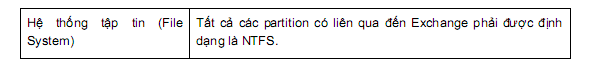 Hệ thống tập tin (File
System)
Tất cả các partition có liên qua đến Exchange phải được định
dạng là NTFS.